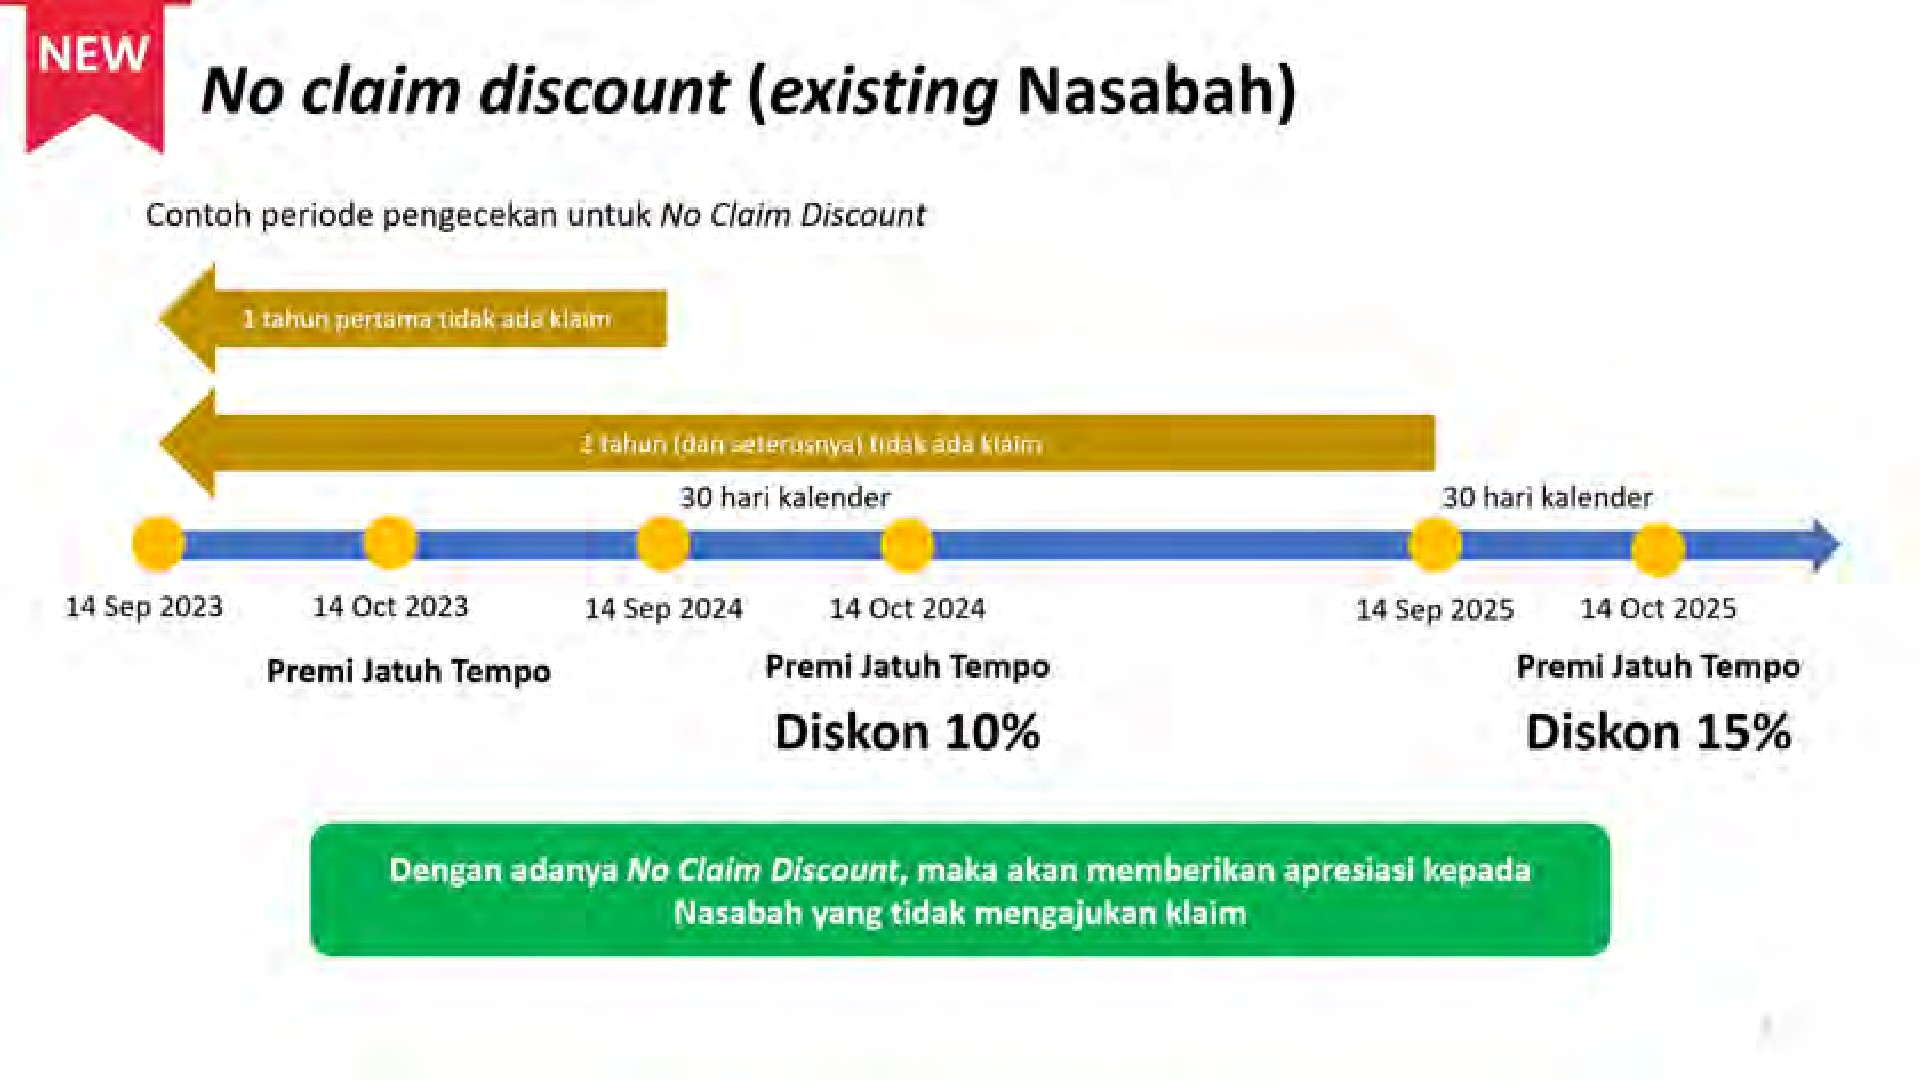 NEW
No claim discount (existing Nasabah)
Contoh periode pengecekan untuk No Claim Discount
1 tahun pertama tidak ada klaim
2 tahun (dan seterusnya) tidak ada klaim
30 hari kalender
30 hari kalender
14 Sep 2023
14 Oct 2023
14 Sep 2024
14 Oct 2024
14 Sep 2025
14 Oct 2025
Premi Jatuh Tempo
Premi Jatuh Tempo
Premi Jatuh Tempo
Diskon 10%
Diskon 15%
Dengan adanya No Claim Discount, maka akan memberikan apresiasi kepada
Nasabah yang tidak mengajukan klaim